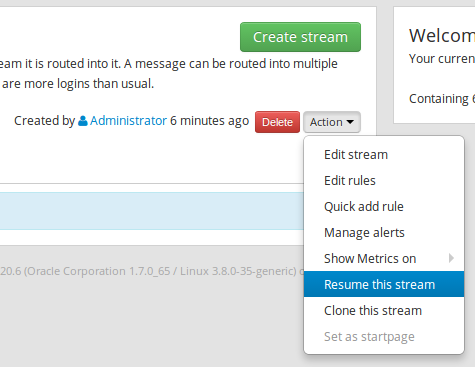 Create stream
Welcom
eam it is routed into it. A message can be routed into multiple
Your curren
are more logins than usual.
Containing 6
Created by Administrator 6 minutes ago Delete Action
Edit stream
Edit rules
Quick add rule
Manage alerts
Show Metrics on
20.6 (Oracle Corporation 1.7.0_65 / Linux 3.8.0-35-generic) o
Resume this stream
Clone this stream
Set as startpage